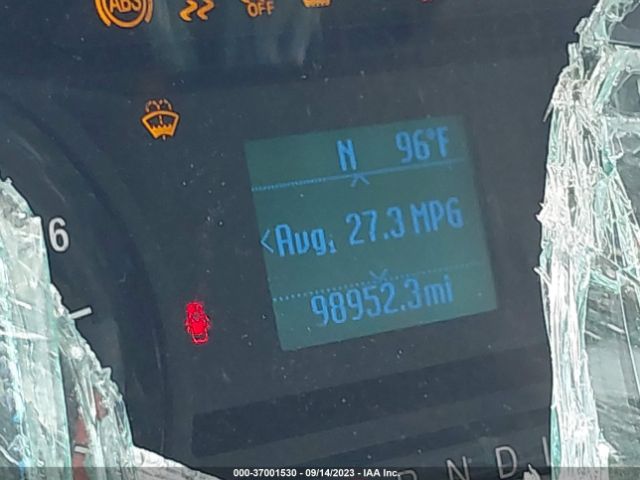 ABS
OFF
N 96°F
<Avg: 27.3 MPG
6
98952.3mi
R N D L
000-37001530 - 09/14/2023 - IAA Inc.